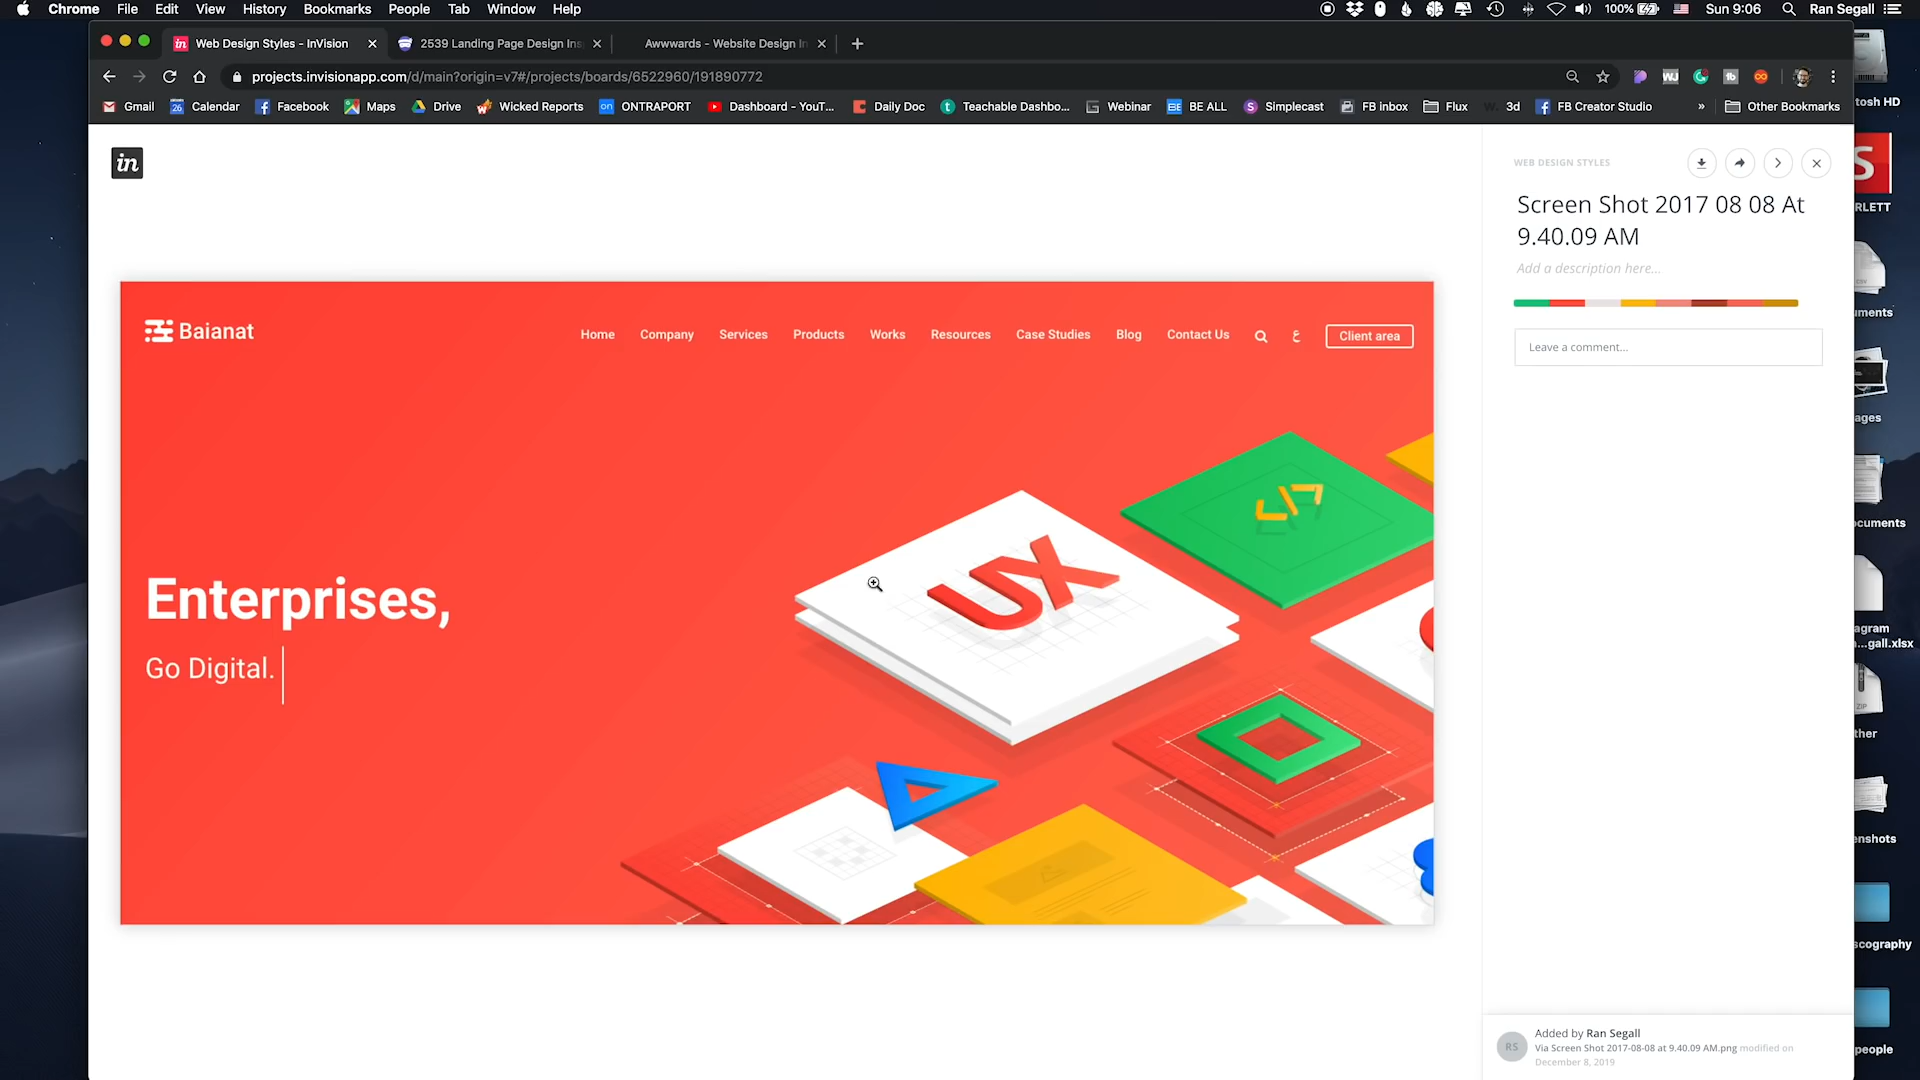 Chrome File Edit View History Bookmarks People Tab Window Help 100% Sun 9:06 Ran Segall
in Web Design Styles - InVision
2539 Landing Page Design Ins
Awwwards - Website Design In
projects.invisionapp.com/d/main?origin=v7#/projects/boards/6522960/191890772
Gmail
Calendar
Facebook
Maps
Drive
Wicked Reports
ONTRAPORT
Dashboard - YouT...
Daily Doc
Teachable Dashbo...
Webinar
BE ALL
Simplecast
FB inbox
Flux
3d
FB Creator Studio
»
Other Bookmarks
in
WEB DESIGN STYLES
Screen Shot 2017 08 08 At
9.40.09 AM
Add a description here...
Leave a comment...
Baianat
Home Company Services Products Works Resources Case Studies Blog Contact Us ع Client area
Enterprises,
Go Digital.
UX
</>
RS
Added by Ran Segall
Via Screen Shot 2017-08-08 at 9.40.09 AM.png modified on
December 8, 2019
tosh HD
S
RLETT
uments
ages
ocuments
agram
...gall.xlsx
ZIP
ther
enshots
scography
people